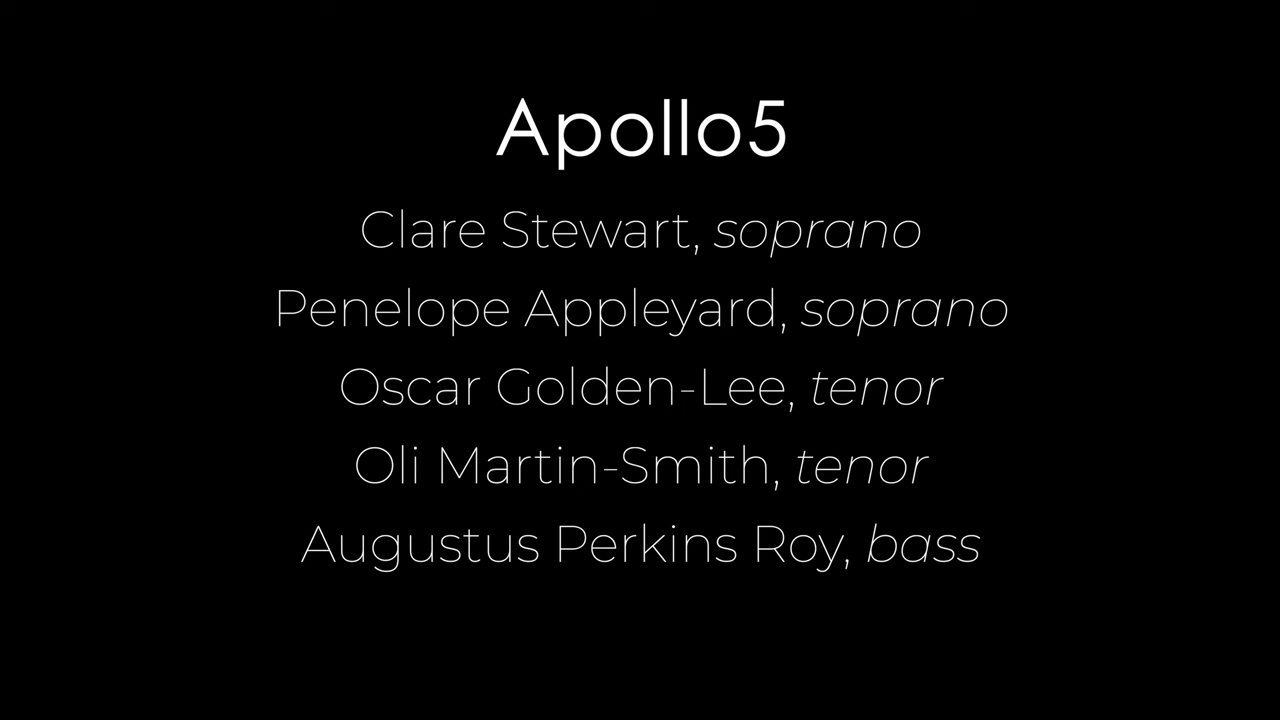 Apollo5
Clare Stewart, soprano
Penelope Appleyard, soprano
Oscar Golden-Lee, tenor
Oli Martin-Smith, tenor
Augustus Perkins Roy, bass